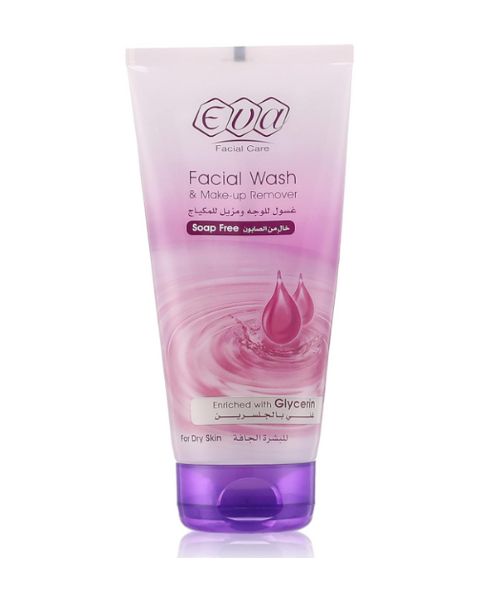 Eva
Facial Care
Facial Wash
& Make-up Remover
غسول للوجه ومزيل للمكياج
Soap Free خال من الصابون
Enriched with Glycerin
غني بالجلسرين
For Dry Skin للبشرة الجافة